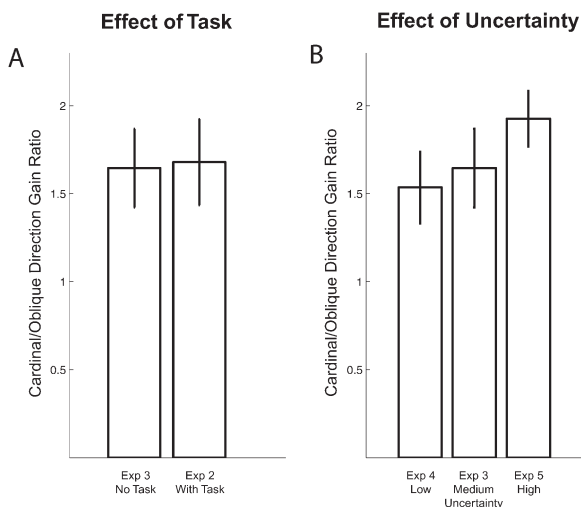 Effect of Task
A
Cardinal/Oblique Direction Gain Ratio
2
1.5
1
0.5
Exp 3
No Task
Exp 2
With Task
Effect of Uncertainty
B
Cardinal/Oblique Direction Gain Ratio
2
1.5
1
0.5
Exp 4
Low
Exp 3
Medium
Uncertainty
Exp 5
High